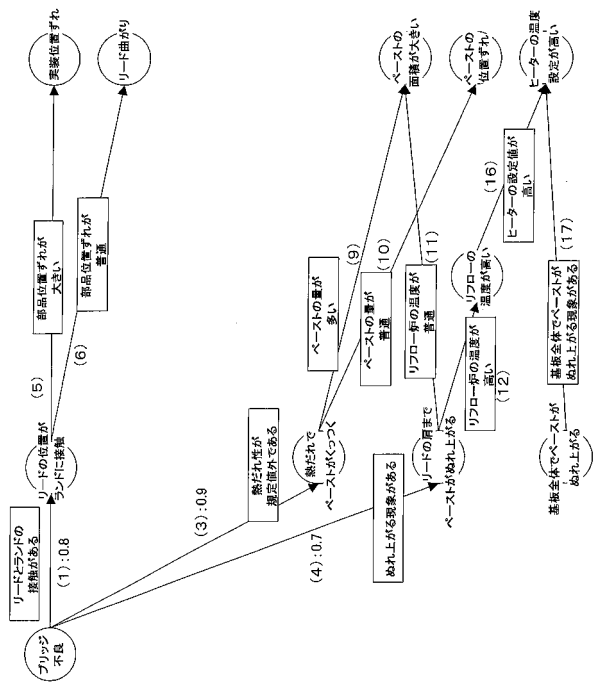 ブリッジ
不良
リードとランドの
接触がある
(1):0.8
リードの位置が
ランドに接触
(5)
部品位置ずれが
大きい
実装位置ずれ
(6)
部品位置ずれが
普通
リード曲がり
(3):0.9
熱だれ性が
規定値外である
熱だれで
ペーストがくっつく
ペーストの量が
多い
(9)
ペーストの
面積が大きい
ペーストの量が
普通
(10)
ペーストの
位置ずれ
(4):0.7
ぬれ上がる現象がある
リードの肩まで
ペーストがぬれ上がる
リフロー炉の温度が
普通
(11)
リフロー炉の温度が
高い
(12)
リフローの
温度が高い
(16)
ヒーターの設定値が
高い
ヒーターの温度
設定が高い
基板全体でペーストが
ぬれ上がる
基板全体でペーストが
ぬれ上がる現象がある
(17)